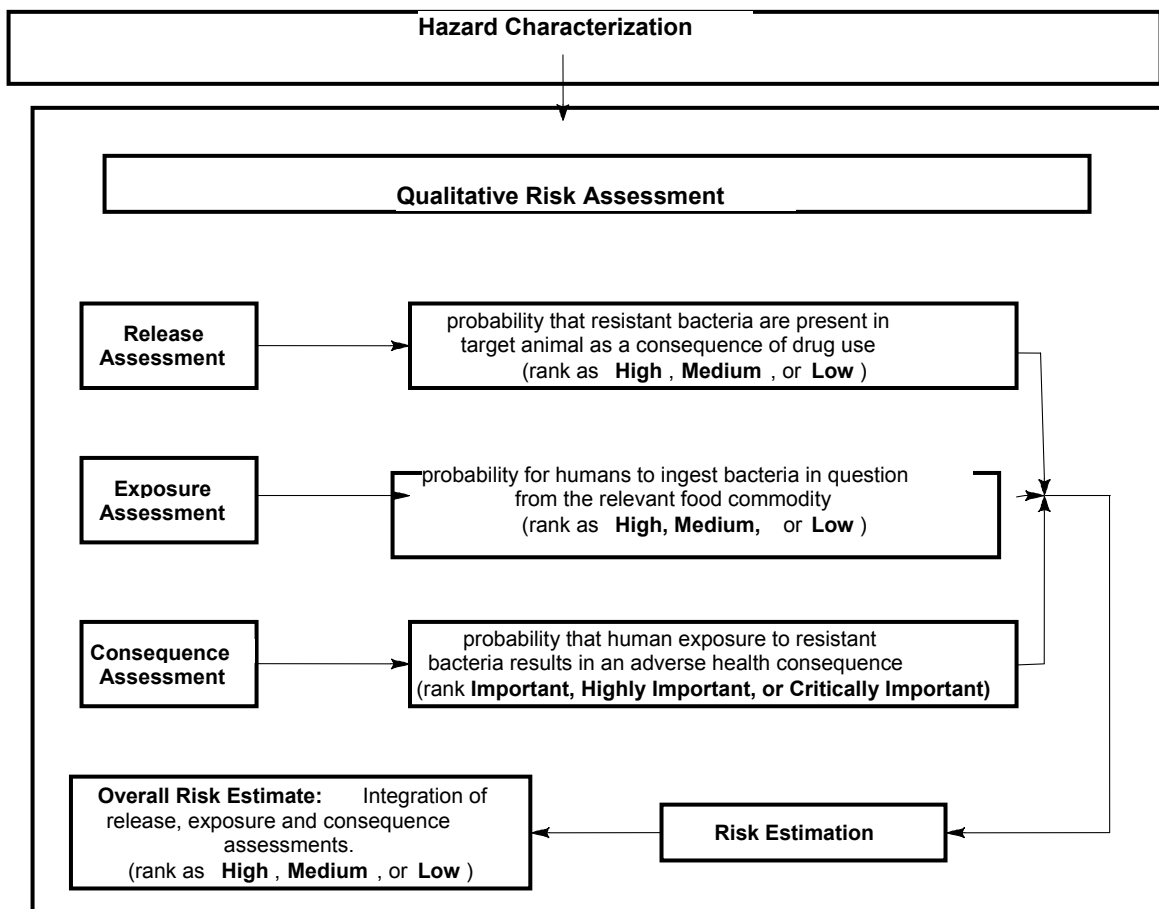 Hazard Characterization
Qualitative Risk Assessment
Release
Assessment
probability that resistant bacteria are present in
target animal as a consequence of drug use
(rank as High , Medium , or Low )
Exposure
Assessment
probability for humans to ingest bacteria in question
from the relevant food commodity
(rank as High, Medium, or Low )
Consequence
Assessment
probability that human exposure to resistant
bacteria results in an adverse health consequence
(rank Important, Highly Important, or Critically Important)
Overall Risk Estimate: Integration of
release, exposure and consequence
assessments.
(rank as High , Medium , or Low )
Risk Estimation